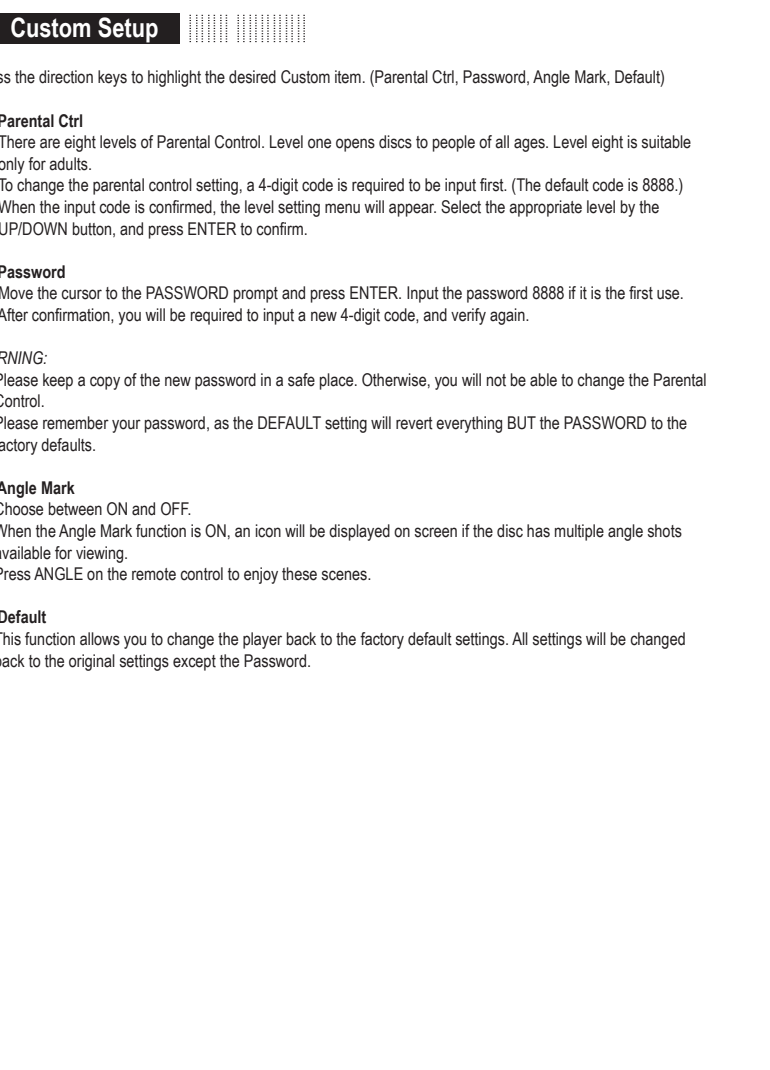 Custom Setup
ss the direction keys to highlight the desired Custom item. (Parental Ctrl, Password, Angle Mark, Default)
Parental Ctrl
There are eight levels of Parental Control. Level one opens discs to people of all ages. Level eight is suitable
only for adults.
To change the parental control setting, a 4-digit code is required to be input first. (The default code is 8888.)
When the input code is confirmed, the level setting menu will appear. Select the appropriate level by the
UP/DOWN button, and press ENTER to confirm.
Password
Move the cursor to the PASSWORD prompt and press ENTER. Input the password 8888 if it is the first use.
After confirmation, you will be required to input a new 4-digit code, and verify again.
RNING:
Please keep a copy of the new password in a safe place. Otherwise, you will not be able to change the Parental
Control.
Please remember your password, as the DEFAULT setting will revert everything BUT the PASSWORD to the
actory defaults.
Angle Mark
Choose between ON and OFF.
When the Angle Mark function is ON, an icon will be displayed on screen if the disc has multiple angle shots
available for viewing.
Press ANGLE on the remote control to enjoy these scenes.
Default
This function allows you to change the player back to the factory default settings. All settings will be changed
back to the original settings except the Password.